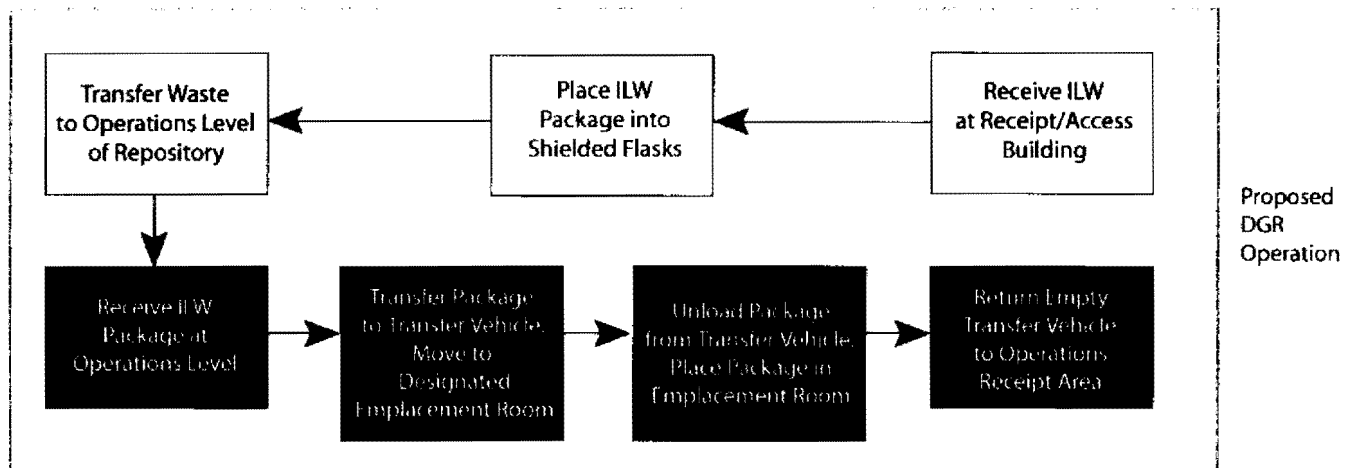 Receive ILW
at Receipt/Access
Building
Place ILW
Package into
Shielded Flasks
Transfer Waste
to Operations Level
of Repository
Receive ILW
Package at
Operations Level
Transfer Package
to Transfer Vehicle,
Move to
Designated
Emplacement Room
Unload Package
from Transfer Vehicle,
Place Package in
Emplacement Room
Return Empty
Transfer Vehicle
to Operations
Receipt Area
Proposed
DGR
Operation